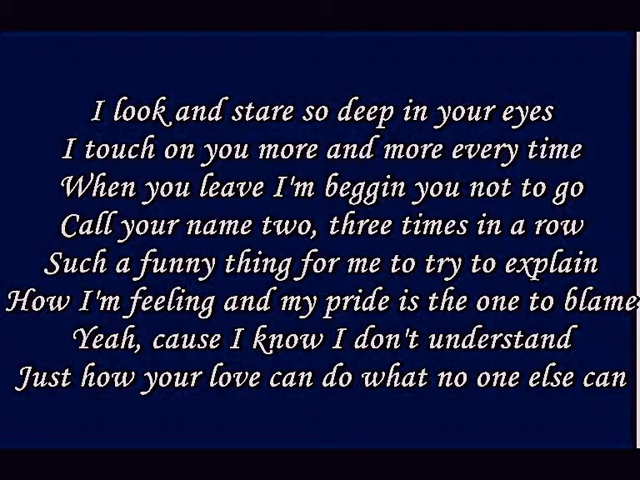 I look and stare so deep in your eyes
I touch on you more and more every time
When you leave I'm beggin you not to go
Call your name two, three times in a row
Such a funny thing for me to try to explain
How I'm feeling and my pride is the one to blame
Yeah, cause I know I don't understand
Just how your love can do what no one else can